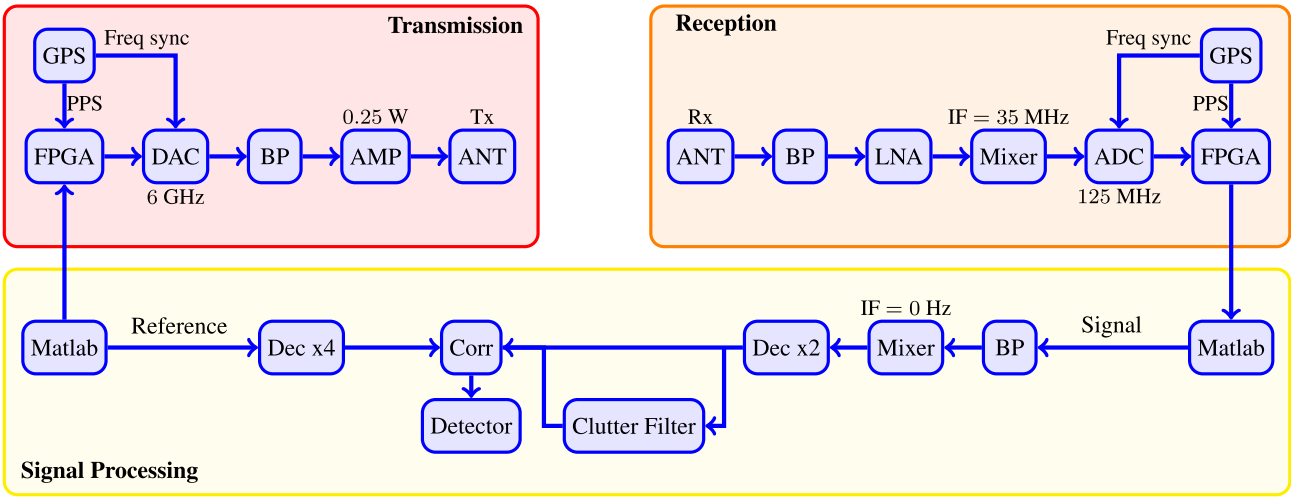 Transmission
GPS
Freq sync
PPS
FPGA
DAC
6 GHz
BP
0.25 W
AMP
Tx
ANT
Reception
Rx
ANT
BP
LNA
IF = 35 MHz
Mixer
Freq sync
GPS
PPS
ADC
125 MHz
FPGA
Matlab
Reference
Dec x4
Corr
Detector
Clutter Filter
Dec x2
IF = 0 Hz
Mixer
BP
Signal
Matlab
Signal Processing